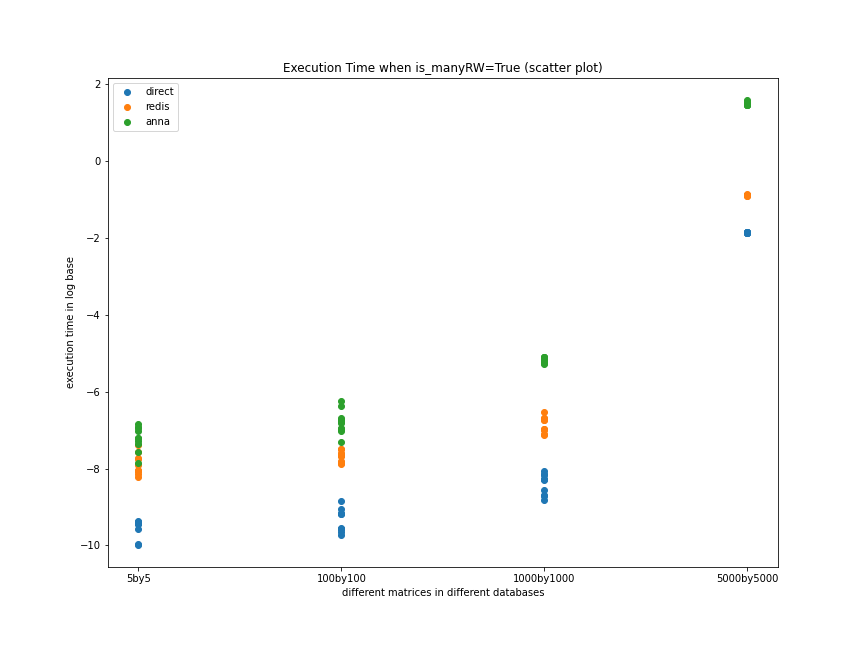 Execution Time when is_manyRW=True (scatter plot)
direct
redis
anna
2
0
−2
−4
−6
−8
−10
execution time in log base
5by5 100by100 1000by1000 5000by5000
different matrices in different databases